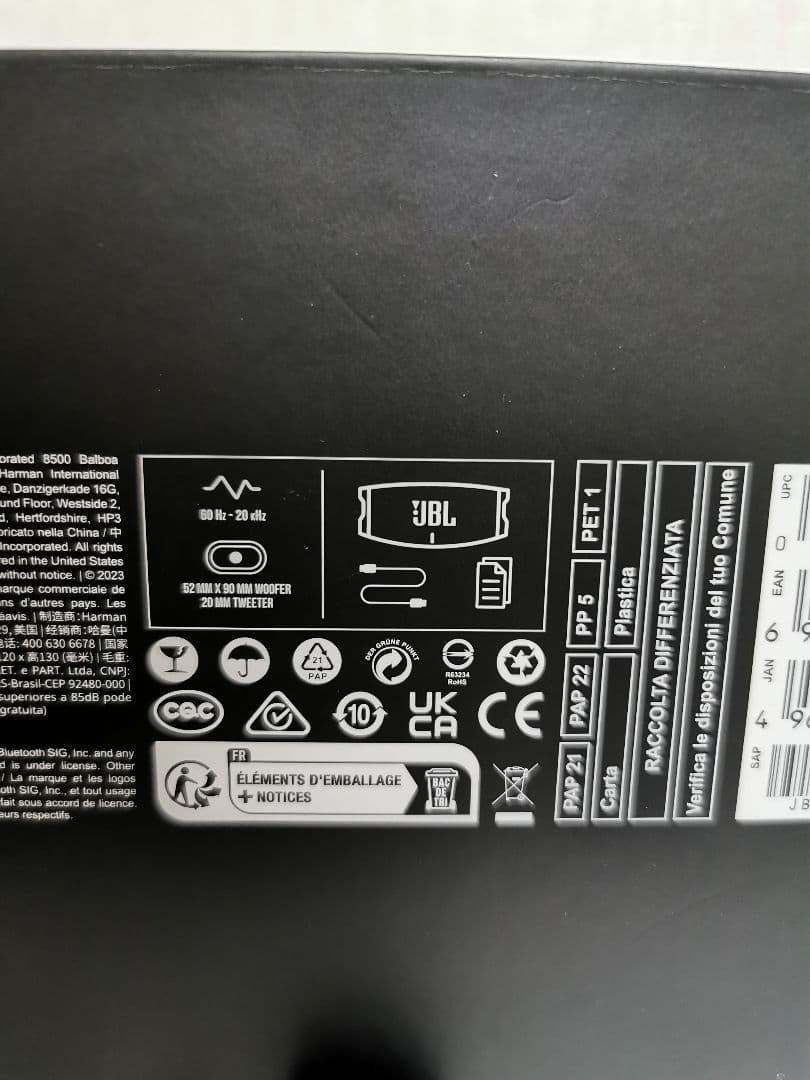 orated 8500 Balboa
Harman International
e, Danzigerkade 16G,
und Floor, Westside 2,
d, Hertfordshire, HP3
bricato nella China / 中
Incorporated. All rights
red in the United States
without notice. | © 2023
marque commerciale de
ns d'autres pays. Les
éavis. | 制造商:Harman
9, 美国 | 经销商:哈曼(中
话: 400 630 6678 | 国家
120 x 高130 (毫米) | 毛重:
ET. e PART. Ltda, CNPJ:
S-Brasil-CEP 92480-000 |
superiores a 85dB pode
gratuita)
Bluetooth SIG, Inc. and any
d is under license. Other
/ La marque et les logos
oth SIG, Inc., et tout usage
fait sous accord de licence.
eurs respectifs.
60 Hz - 20 kHz
52 MM X 90 MM WOOFER
20 MM TWEETER
JBL
21
PAP
DER GRÜNE PUNKT
R63234
RoHS
CQC
10
UK
CA
CE
FR
ÉLÉMENTS D'EMBALLAGE
+ NOTICES
BAC
DE
TRI
PAP 21 PAP 22 PP 5 PET 1
Carta Plastica
RACCOLTA DIFFERENZIATA
Verifica le disposizioni del tuo Comune
UPC
0
EAN
6
JAN
4
SAP
J B